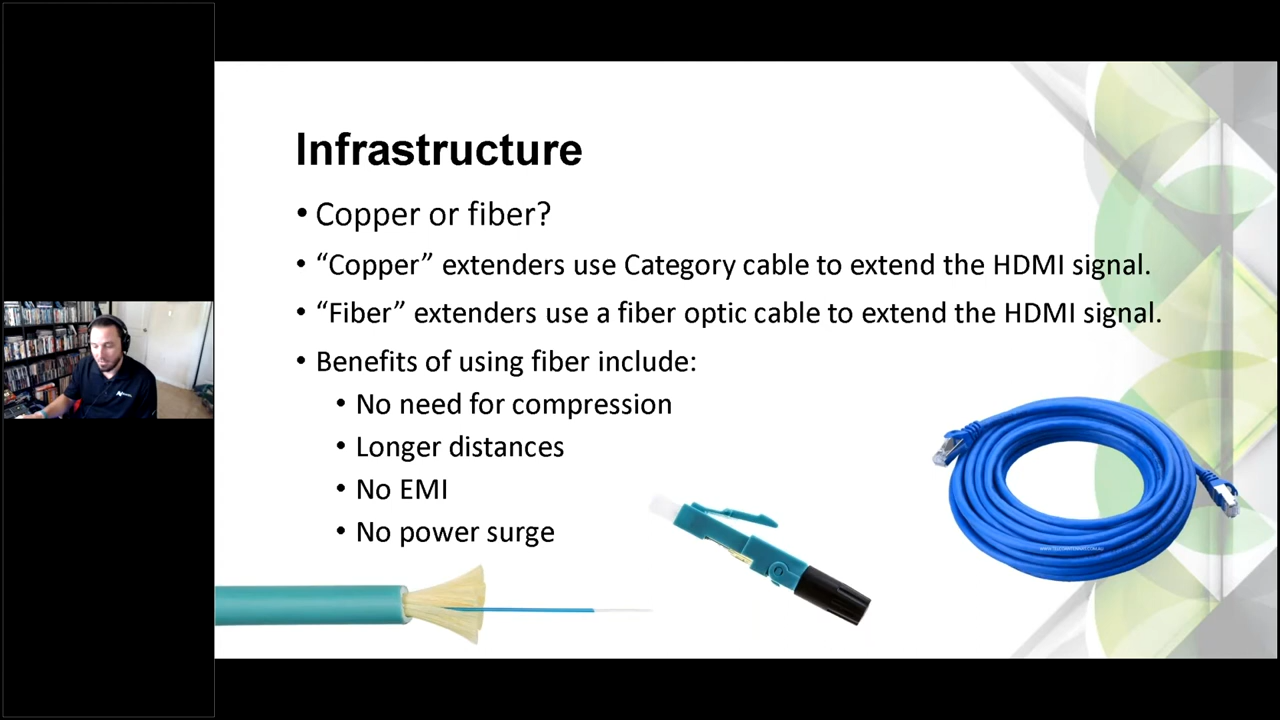 Infrastructure
• Copper or fiber?
• “Copper” extenders use Category cable to extend the HDMI signal.
• “Fiber” extenders use a fiber optic cable to extend the HDMI signal.
• Benefits of using fiber include:
• No need for compression
• Longer distances
• No EMI
• No power surge